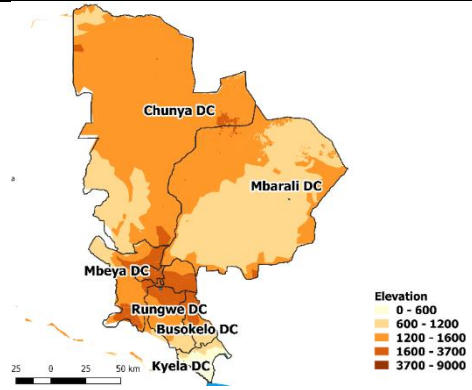 Chunya DC
Mbarali DC
Mbeya DC
Rungwe DC
Busokelo DC
Kyela DC
Elevation
0 - 600
600 - 1200
1200 - 1600
1600 - 3700
3700 - 9000
25 0 25 50 km